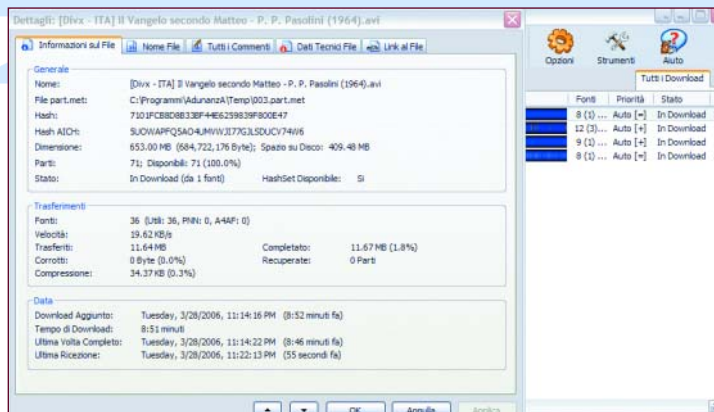 Dettagli: [Divx - ITA] Il Vangelo secondo Matteo - P. P. Pasolini (1964).avi
Informazioni sul File Nome File Tutti i Commenti Dati Tecnici File Link al File
Generale
Nome: [Divx - ITA] Il Vangelo secondo Matteo - P. P. Pasolini (1964).avi
File part.met: C:\Programmi\AdunanzA\Temp\003.part.met
Hash: 7101FCB8D8B33BF44E6259839F800E47
Hash AICH:
Dimensione: 653.00 MB (684,722,176 Byte); Spazio su Disco: 409.48 MB
Parti: 71; Disponibili: 71 (100.0%)
Stato: In Download (da 1 fonti) HashSet Disponibile: Sì
Trasferimenti
Fonti: 36 (Utili: 36, PNN: 0, A4AF: 0)
Velocità: 19.62 KB/s
Trasferiti: 11.64 MB Completato: 11.67 MB (1.8%)
Corrotti: 0 Byte (0.0%) Recuperate: 0 Parti
Compressione: 34.37 KB (0.3%)
Data
Download Aggiunto: Tuesday, 3/28/2006, 11:14:16 PM (8:52 minuti fa)
Tempo di Download: 8:51 minuti
Ultima Volta Completo: Tuesday, 3/28/2006, 11:14:22 PM (8:46 minuti fa)
Ultima Ricezione: Tuesday, 3/28/2006, 11:22:13 PM (55 secondi fa)
OK Annulla Applica
Opzioni Strumenti Aiuto
Tutti i Download
Fonti Priorità Stato
8 (1) ... Auto [=] In Download
12 (3)... Auto [+] In Download
9 (1) ... Auto [+] In Download
8 (1) ... Auto [=] In Download